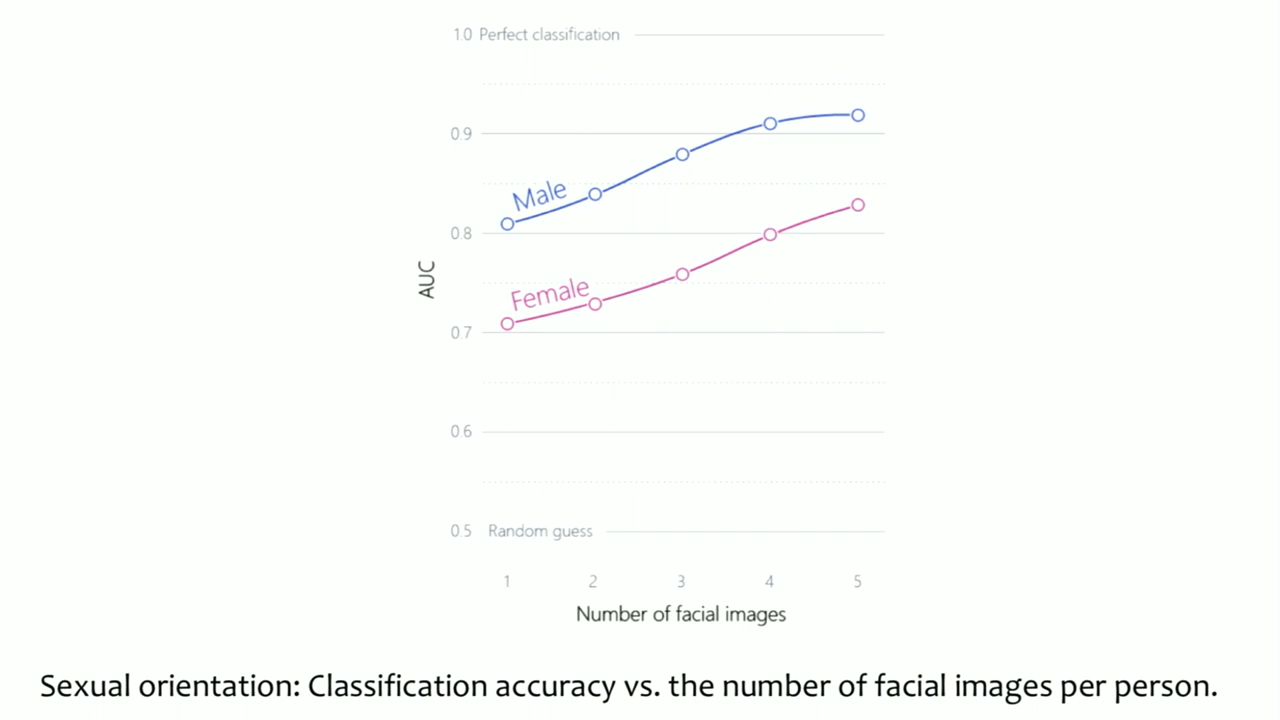 1.0 Perfect classification
0.9
Male
0.8
AUC
Female
0.7
0.6
0.5 Random guess
1 2 3 4 5
Number of facial images
Sexual orientation: Classification accuracy vs. the number of facial images per person.